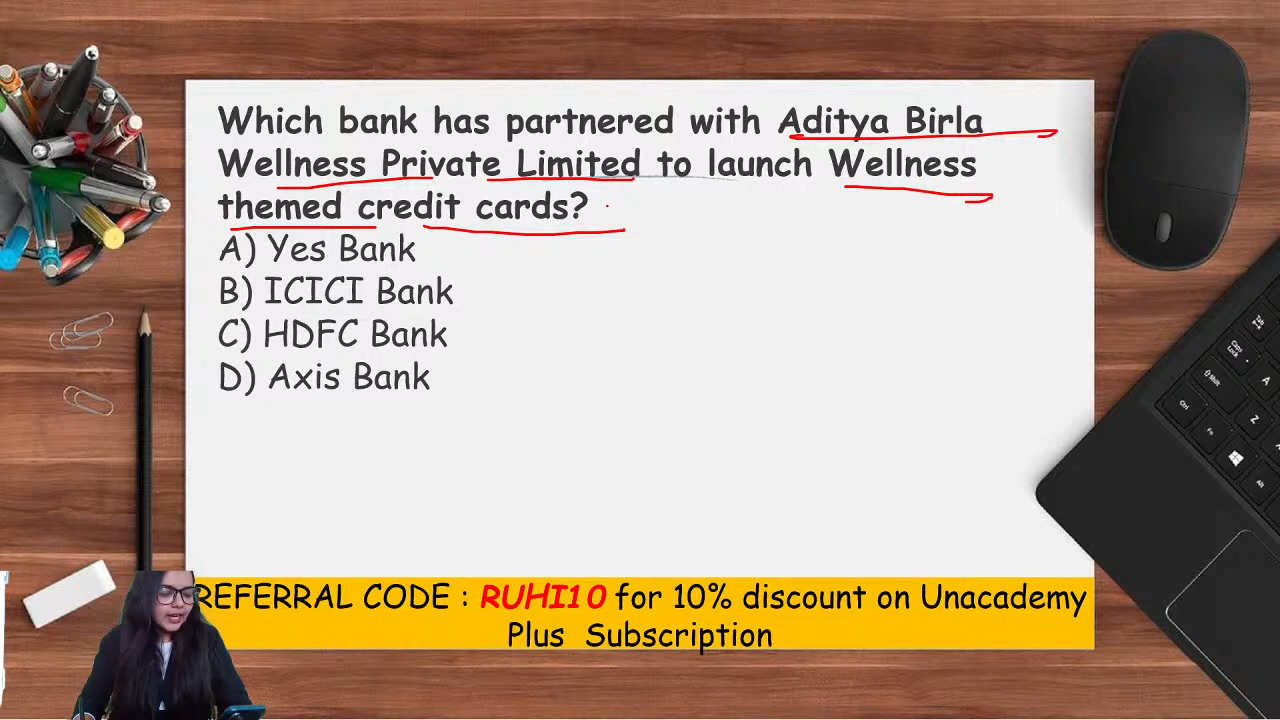 Which bank has partnered with Aditya Birla
Wellness Private Limited to launch Wellness
themed credit cards?
A) Yes Bank
B) ICICI Bank
C) HDFC Bank
D) Axis Bank
REFERRAL CODE : RUHI10 for 10% discount on Unacademy
Plus Subscription